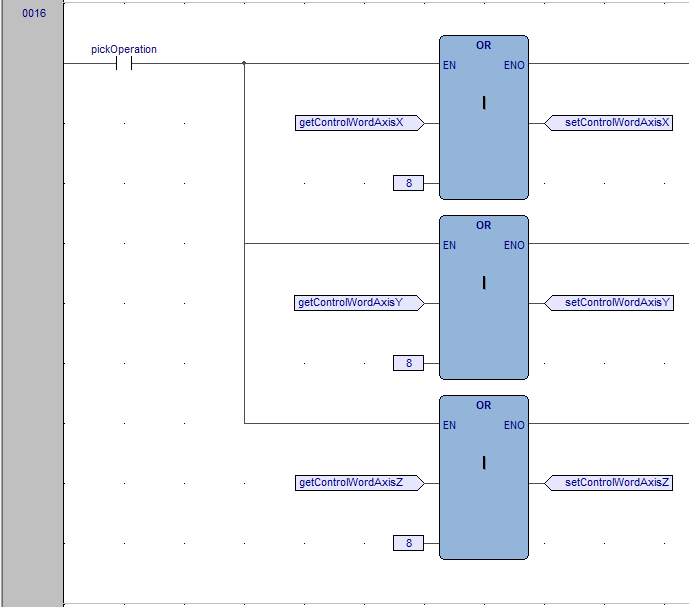 0016
pickOperation
OR
EN ENO
getControlWordAxisX
setControlWordAxisX
8
OR
EN ENO
getControlWordAxisY
setControlWordAxisY
8
OR
EN ENO
getControlWordAxisZ
setControlWordAxisZ
8